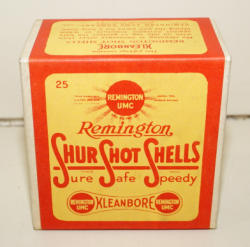 KLEANBORE
25
REMINGTON
UMC
Remington
SHUR SHOT SHELLS
Sure Safe Speedy
REMINGTON
UMC
KLEANBORE
REMINGTON
UMC